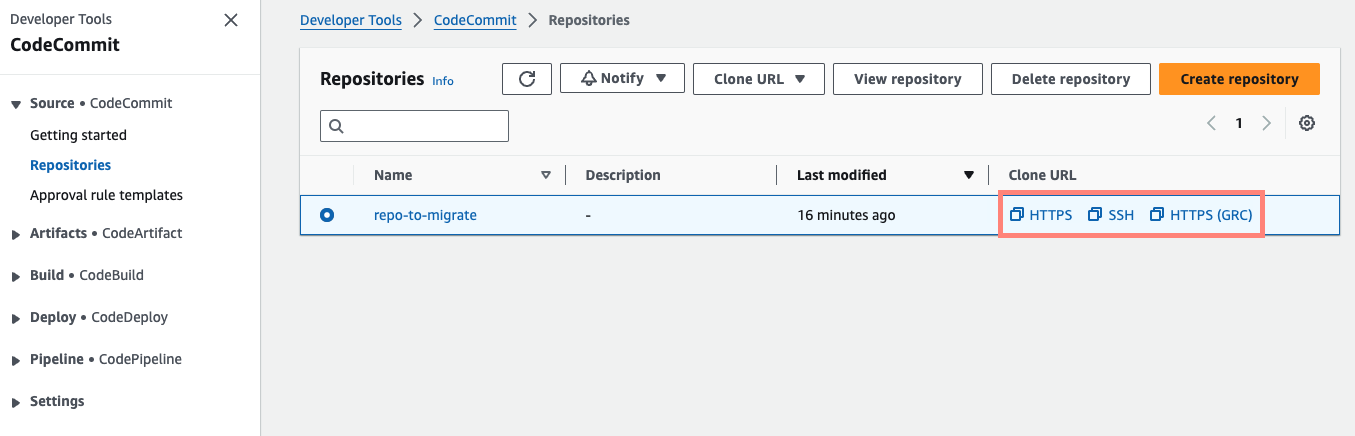 Developer Tools
CodeCommit
Source • CodeCommit
Getting started
Repositories
Approval rule templates
Artifacts • CodeArtifact
Build • CodeBuild
Deploy • CodeDeploy
Pipeline • CodePipeline
Settings
Developer Tools CodeCommit Repositories
Repositories Info Notify Clone URL View repository Delete repository Create repository
1
Name Description Last modified Clone URL
repo-to-migrate - 16 minutes ago HTTPS SSH HTTPS (GRC)